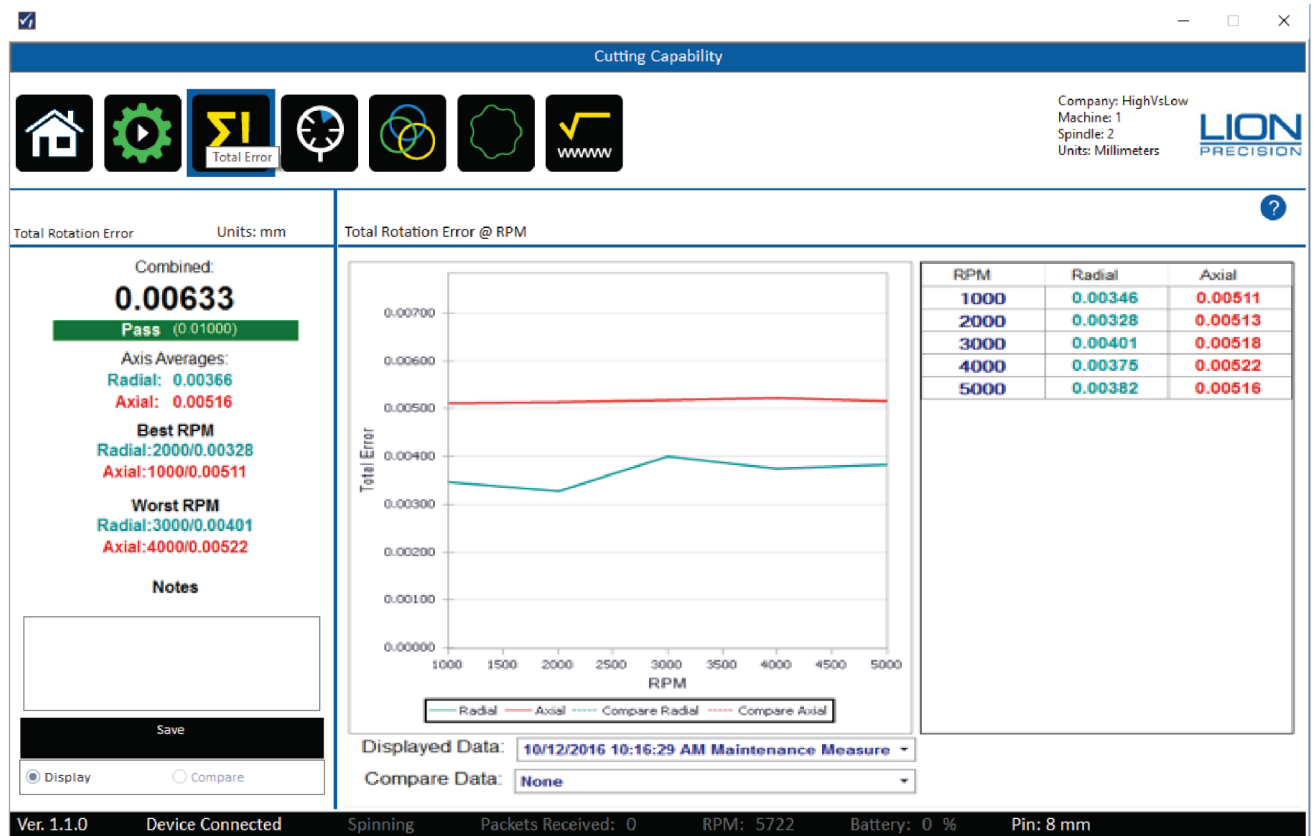 Cutting Capability
Total Error
Company: HighVsLow
Machine: 1
Spindle: 2
Units: Millimeters
LION
PRECISION
?
Total Rotation Error Units: mm
Total Rotation Error @ RPM
Combined:
0.00633
Pass (0.01000)
Axis Averages:
Radial: 0.00366
Axial: 0.00516
Best RPM
Radial:2000/0.00328
Axial:1000/0.00511
Worst RPM
Radial:3000/0.00401
Axial:4000/0.00522
Notes
Save
Display Compare
Total Error
0.00700
0.00600
0.00500
0.00400
0.00300
0.00200
0.00100
0.00000
1000 1500 2000 2500 3000 3500 4000 4500 5000
RPM
Radial Axial Compare Radial Compare Axial
Displayed Data: 10/12/2016 10:16:29 AM Maintenance Measure
Compare Data: None
RPM Radial Axial
1000 0.00346 0.00511
2000 0.00328 0.00513
3000 0.00401 0.00518
4000 0.00375 0.00522
5000 0.00382 0.00516
Ver. 1.1.0 Device Connected Spinning Packets Received: 0 RPM: 5722 Battery: 0 % Pin: 8 mm